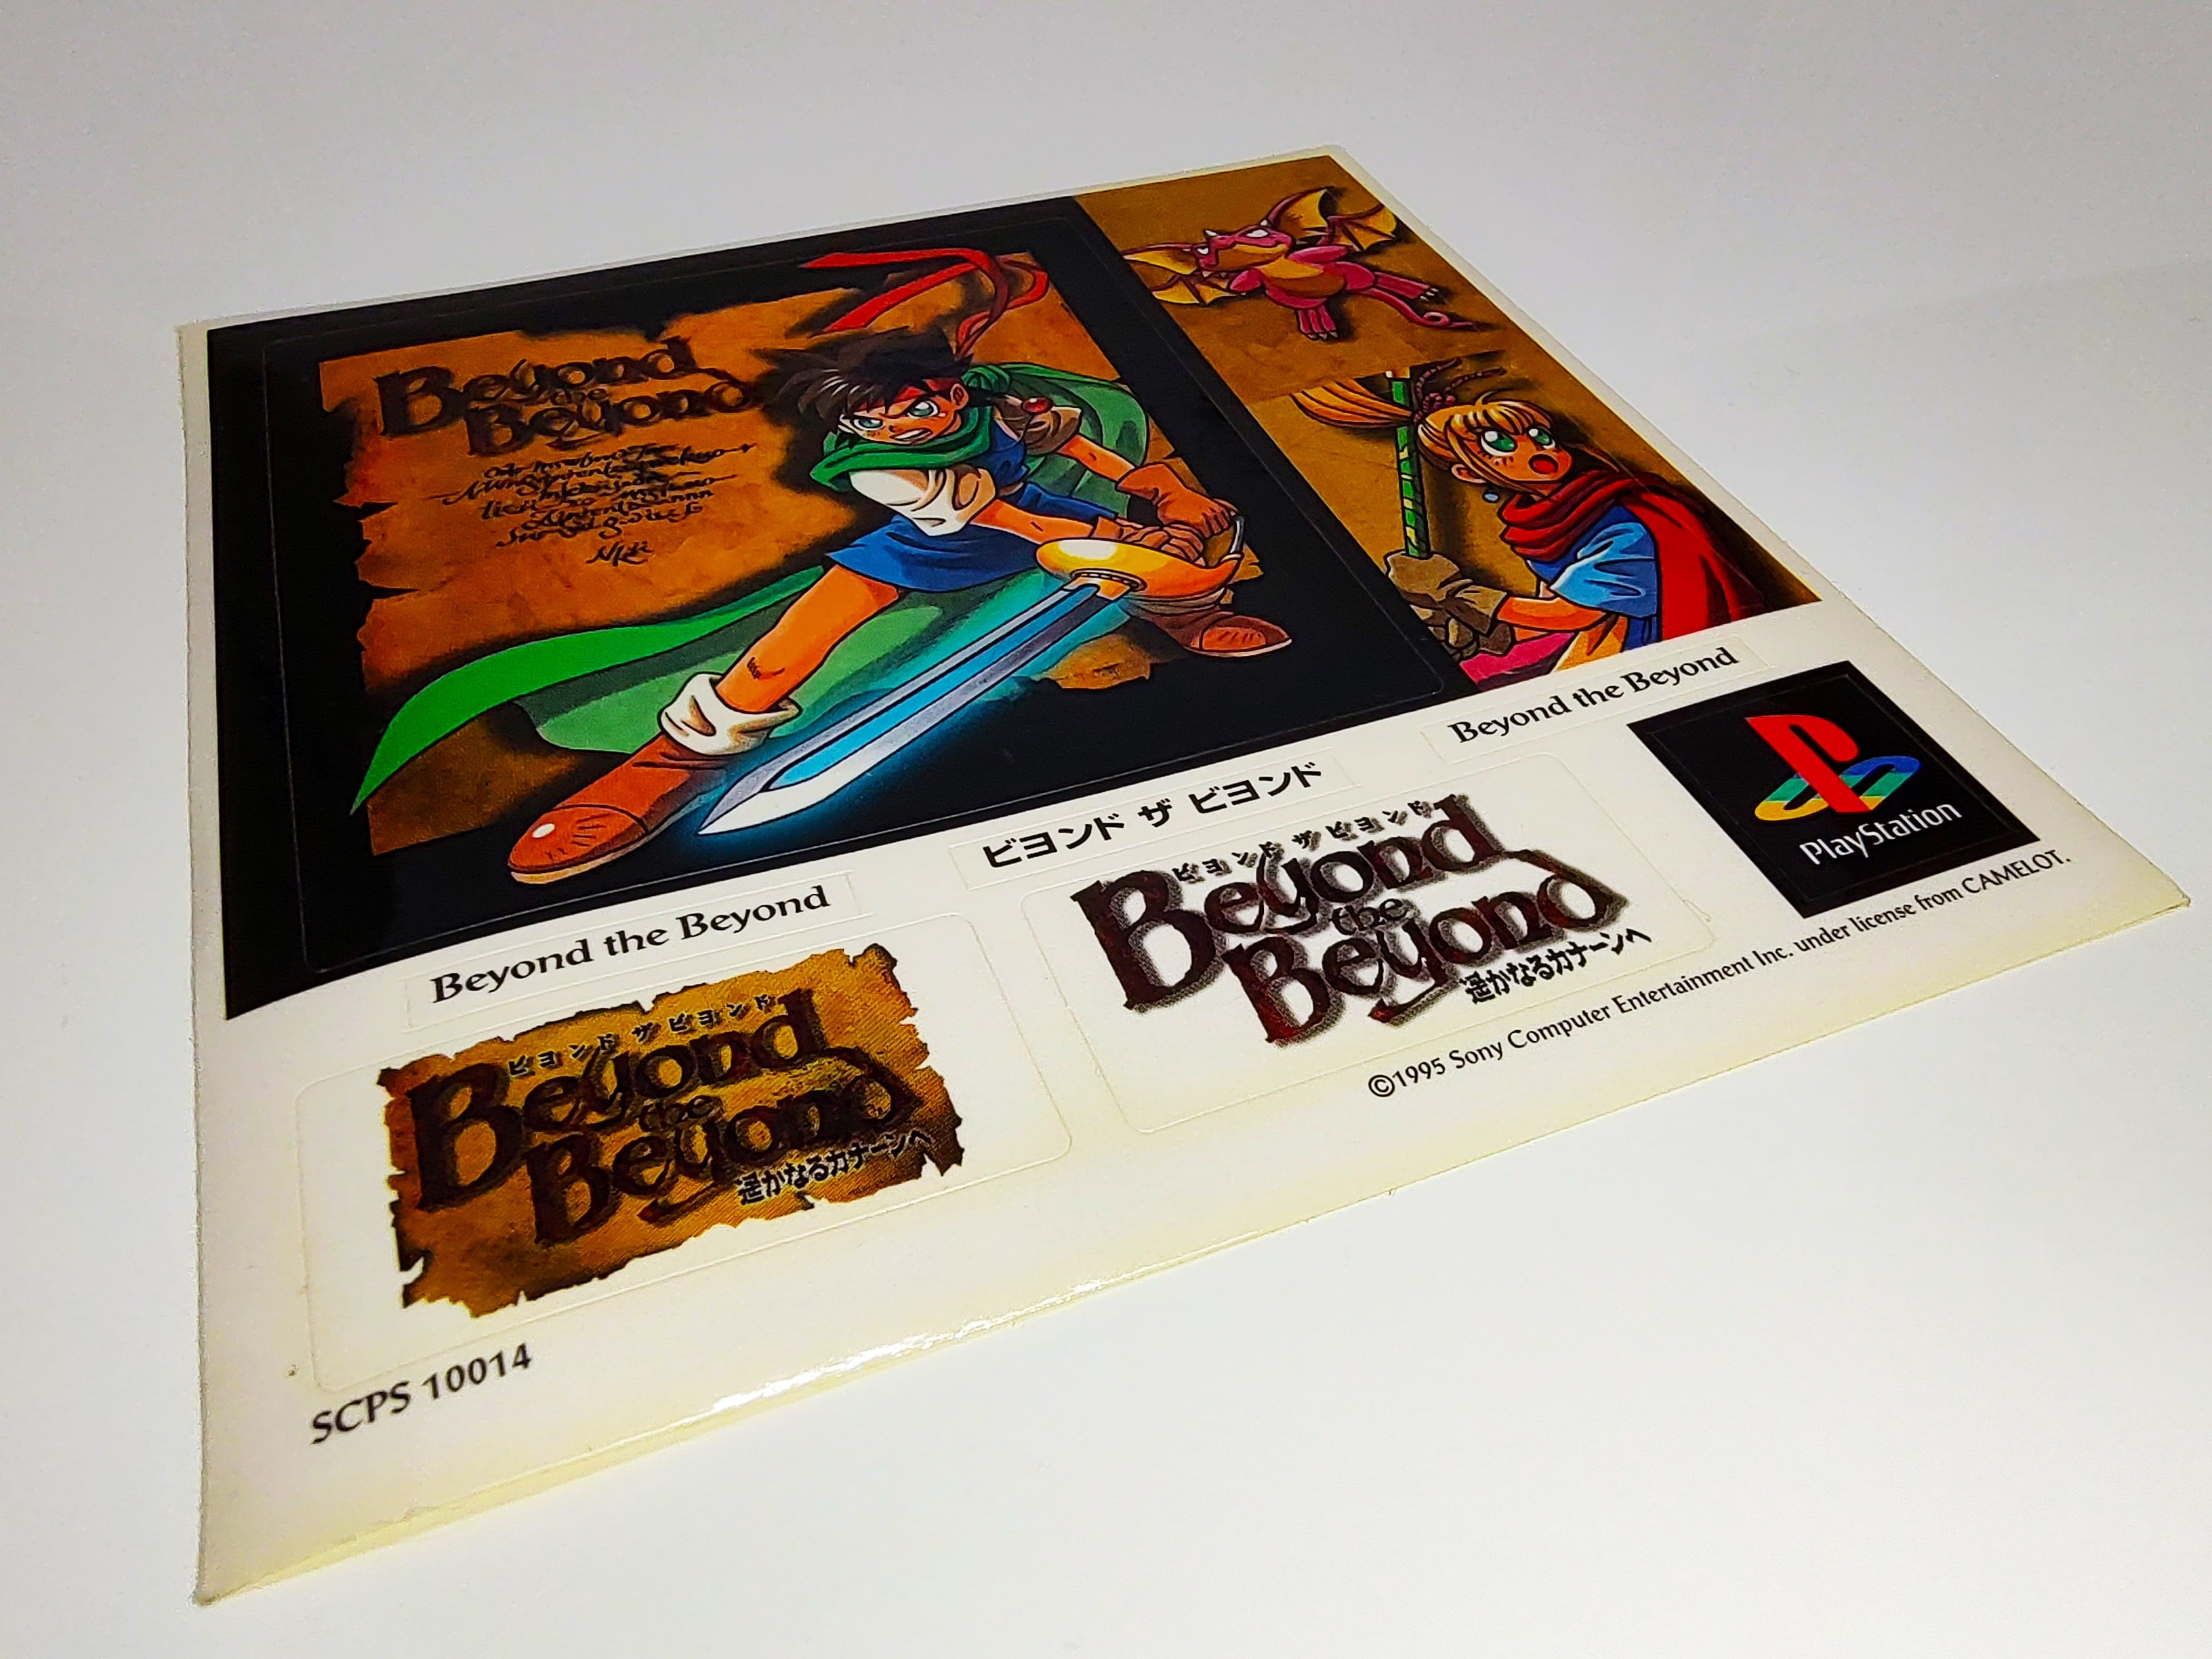 Beyond
the
Beyond
NRR
Beyond the Beyond
ビヨンド ザ ビヨンド
Beyond the Beyond
ビヨンド ザ ビヨンド
Beyond
the
Beyond
遥かなるカナーンへ
ビヨンド ザ ビヨンド
Beyond
the
Beyond
遥かなるカナーンへ
PlayStation
©1995 Sony Computer Entertainment Inc. under license from CAMELOT.
SCPS 10014